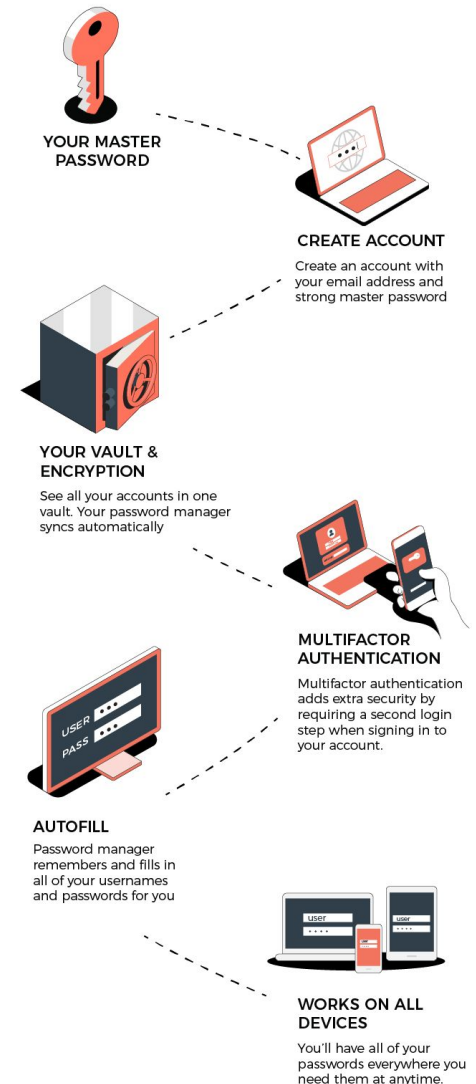 YOUR MASTER
PASSWORD
CREATE ACCOUNT
Create an account with
your email address and
strong master password
YOUR VAULT &
ENCRYPTION
See all your accounts in one
vault. Your password manager
syncs automatically
MULTIFACTOR
AUTHENTICATION
Multifactor authentication
adds extra security by
requiring a second login
step when signing in to
your account.
USER
PASS
AUTOFILL
Password manager
remembers and fills in
all of your usernames
and passwords for you
user
user
WORKS ON ALL
DEVICES
You'll have all of your
passwords everywhere you
need them at anytime.